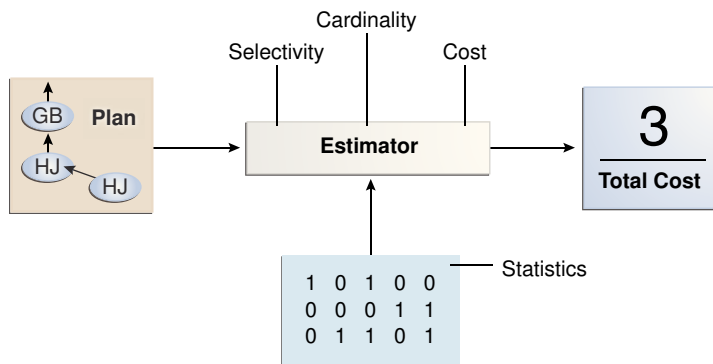 Cardinality
Selectivity
Cost
GB
Plan
HJ
HJ
Estimator
3
Total Cost
Statistics
1 0 1 0 0
0 0 0 1 1
0 1 1 0 1